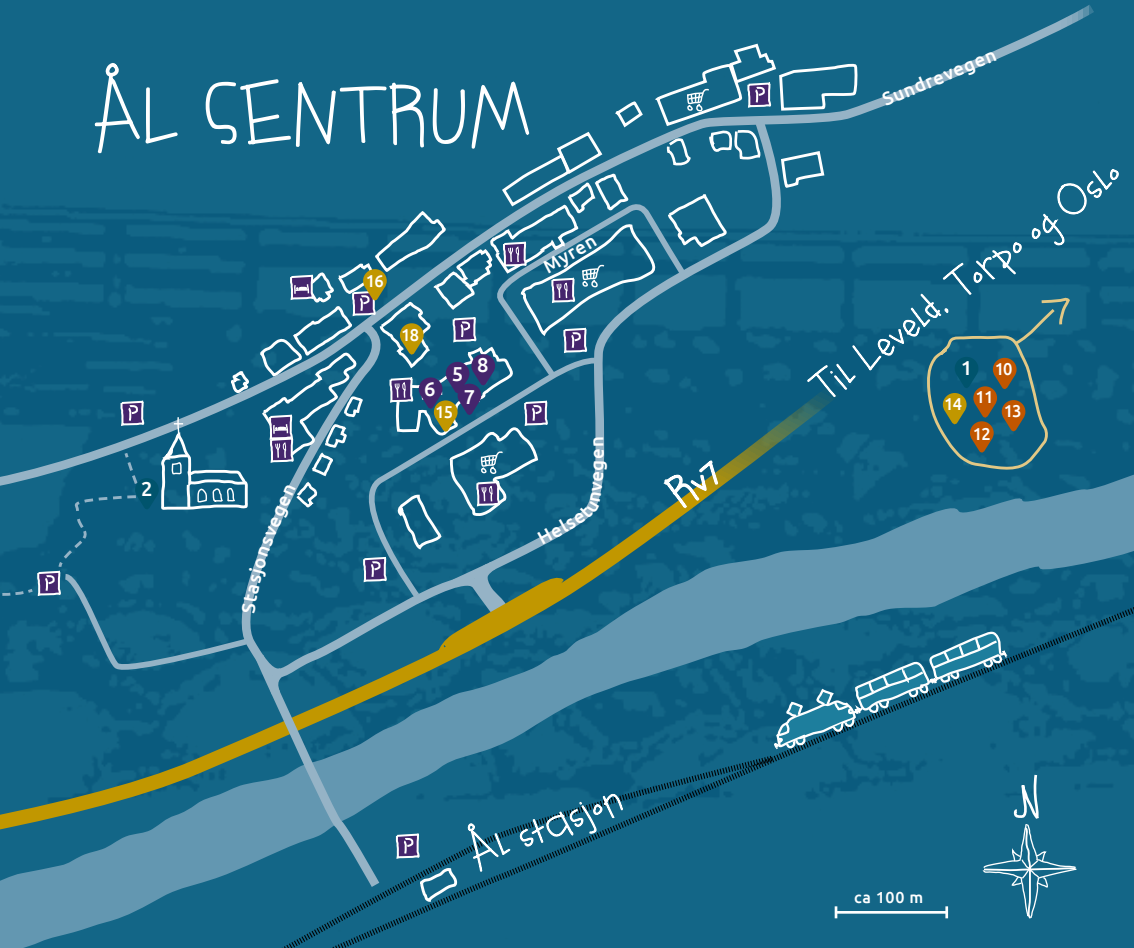 ÅL SENTRUM
Sundrevegen
P
Til Leveld, Torpo og Oslo
Myren
16
P
18
P
P
8
5
6
7
15
P
P
1
10
14
11
13
12
2
Stasjonsvegen
Helsetunvegen
Rv7
P
P
P
Ål stasjon
N
ca 100 m